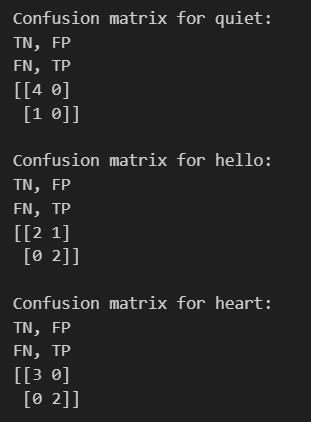 Confusion matrix for quiet:
TN, FP
FN, TP
[[4 0]
 [1 0]]
Confusion matrix for hello:
TN, FP
FN, TP
[[2 1]
 [0 2]]
Confusion matrix for heart:
TN, FP
FN, TP
[[3 0]
 [0 2]]